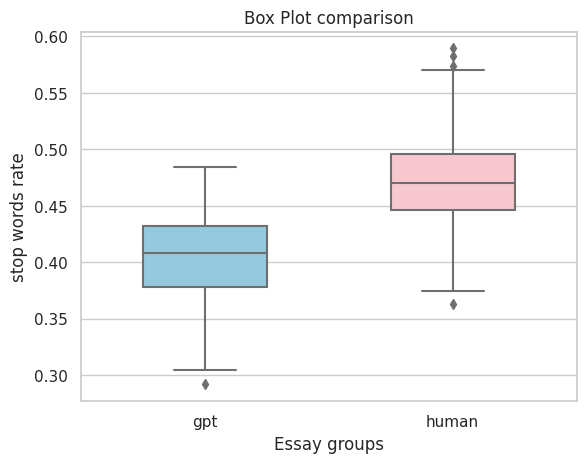 Box Plot comparison
0.60
0.55
0.50
0.45
0.40
0.35
0.30
stop words rate
gpt
human
Essay groups